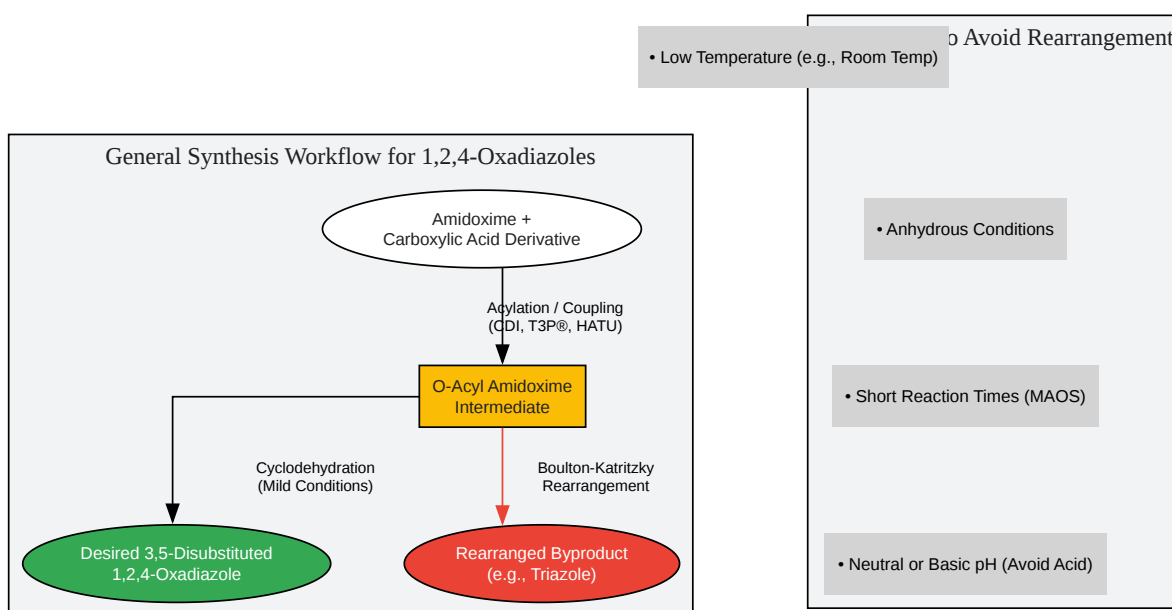 General Synthesis Workflow for 1,2,4-Oxadiazoles
Amidoxime +
Carboxylic Acid Derivative
Acylation / Coupling
(CDI, T3P®, HATU)
O-Acyl Amidoxime
Intermediate
Cyclodehydration
(Mild Conditions)
Boulton-Katritzky
Rearrangement
Desired 3,5-Disubstituted
1,2,4-Oxadiazole
Rearranged Byproduct
(e.g., Triazole)
Avoid Rearrangement
• Low Temperature (e.g., Room Temp)
• Anhydrous Conditions
• Short Reaction Times (MAOS)
• Neutral or Basic pH (Avoid Acid)